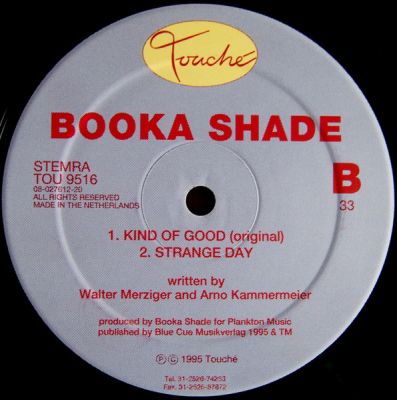 Touché
BOOKA SHADE
STEMRA
TOU 9516
08-027612-20
ALL RIGHTS RESERVED
MADE IN THE NETHERLANDS
B
33
1. KIND OF GOOD (original)
2. STRANGE DAY
written by
Walter Merziger and Arno Kammermeier
produced by Booka Shade for Plankton Music
published by Blue Cue Musikverlag 1995 & TM
℗ © 1995 Touché
Tel. 31-2526-74233
Fax. 31-2526-87872